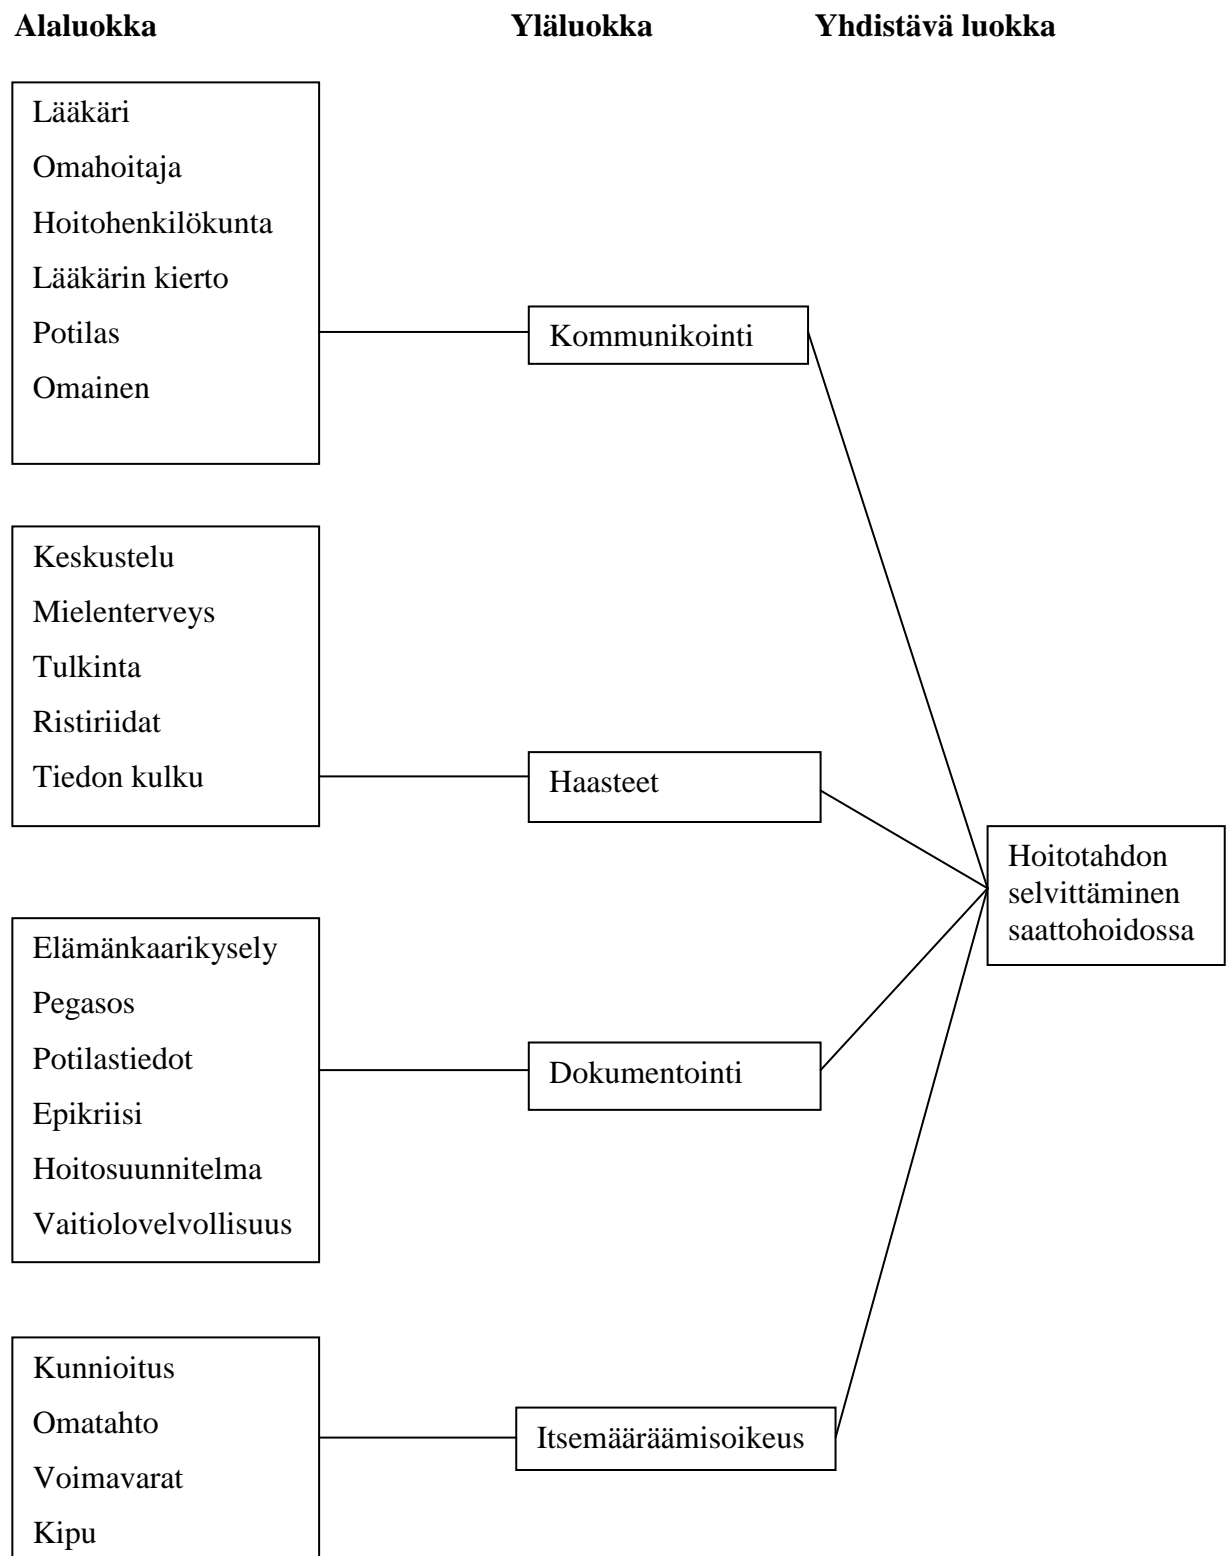 Alaluokka Yläluokka Yhdistävä luokka
Lääkäri
Omahoitaja
Hoitohenkilökunta
Lääkärin kierto
Potilas
Omainen
Kommunikointi
Keskustelu
Mielenterveys
Tulkinta
Ristiriidat
Tiedon kulku
Haasteet
Hoitotahdon
selvittäminen
saattohoidossa
Elämänkaarikysely
Pegasos
Potilastiedot
Epikriisi
Hoitosuunnitelma
Vaitiolovelvollisuus
Dokumentointi
Kunnioitus
Omatahto
Voimavarat
Kipu
Itsemääräämisoikeus